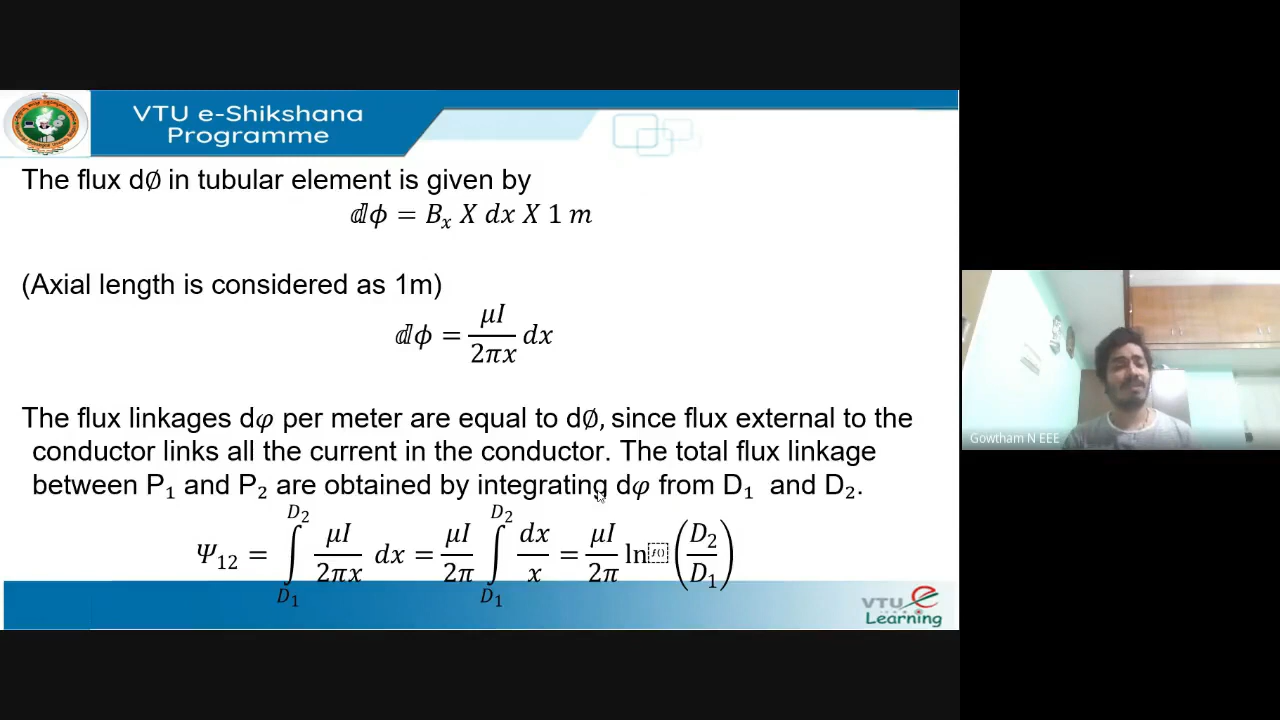 VTU e-Shikshana
Programme
The flux dØ in tubular element is given by
𝕕ϕ = Bₓ X dx X 1 m
(Axial length is considered as 1m)
𝕕ϕ = μI/2πx dx
The flux linkages dφ per meter are equal to dØ, since flux external to the
conductor links all the current in the conductor. The total flux linkage
between P₁ and P₂ are obtained by integrating dφ from D₁ and D₂.
Ψ₁₂ = ∫_{D₁}^{D₂} μI/2πx dx = μI/2π ∫_{D₁}^{D₂} dx/x = μI/2π ln (D₂/D₁)
VTU e
Learning
Gowtham N EEE